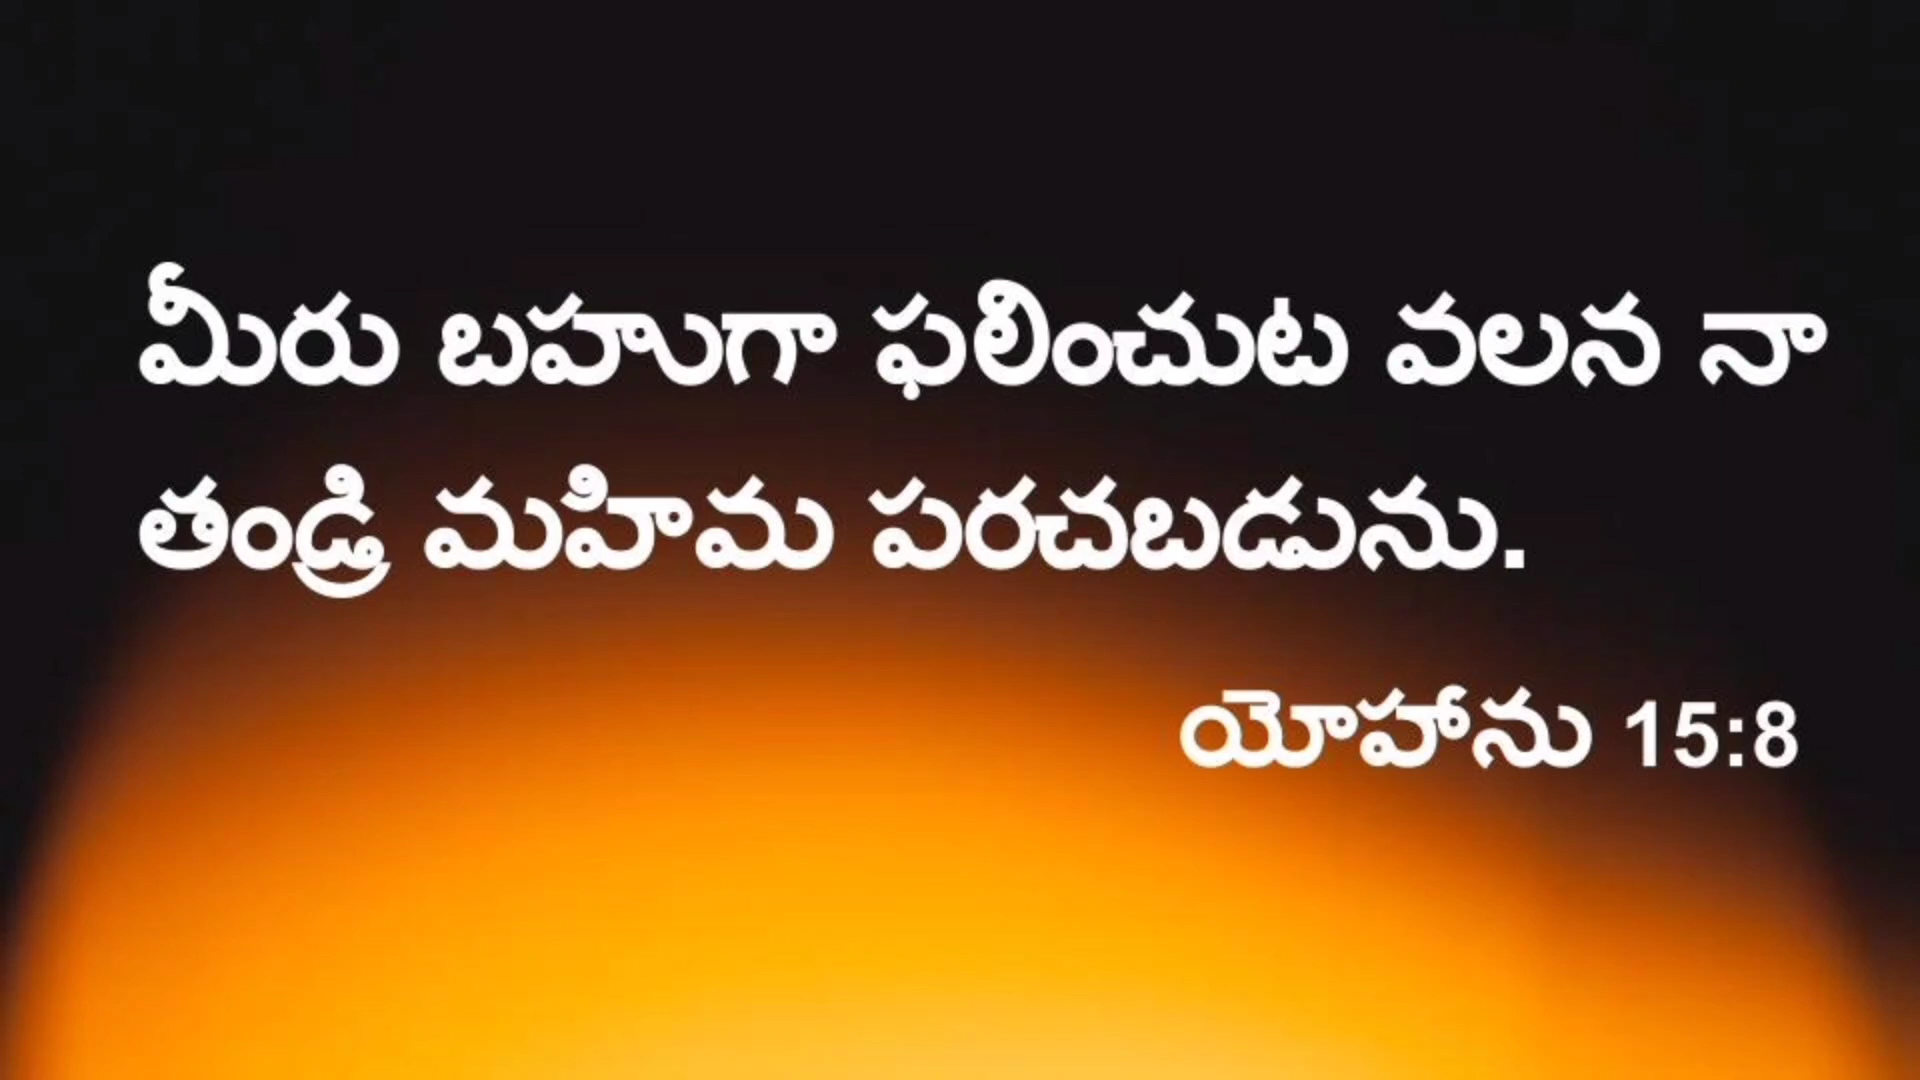 మీరు బహుగా ఫలించుట వలన నా
తండ్రి మహిమ పరచబడును.
యోహాను 15:8